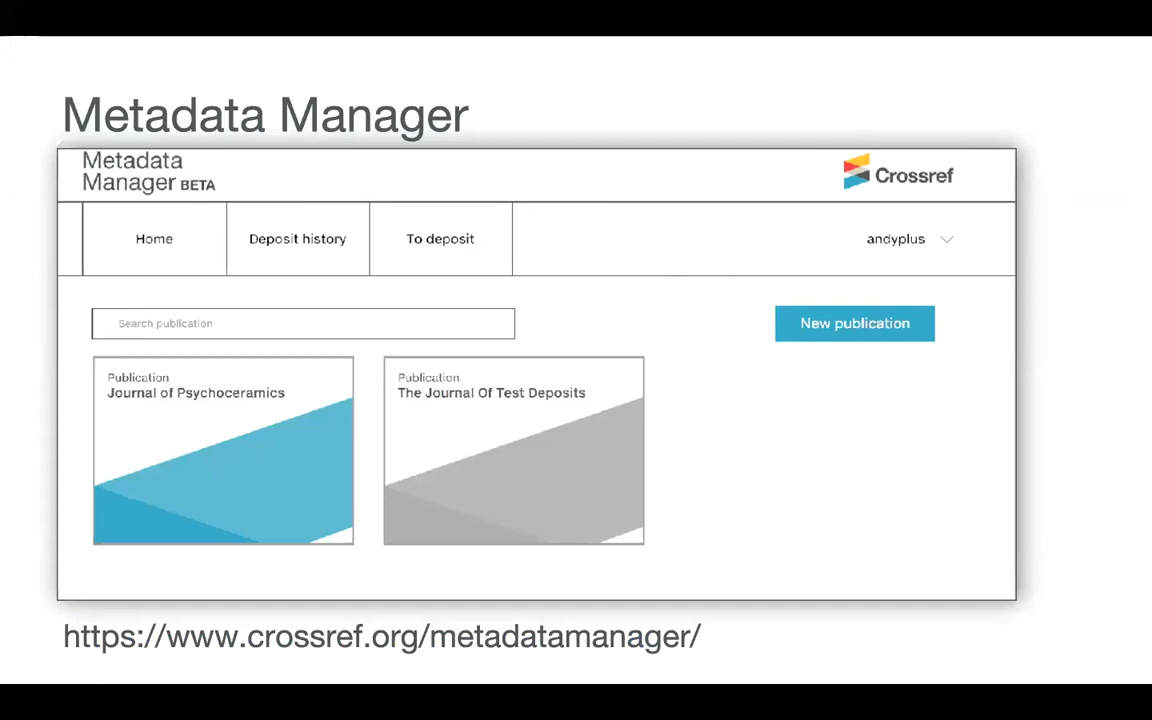 Metadata Manager
Metadata
Manager BETA
Crossref
Home
Deposit history
To deposit
andyplus
Search publication
New publication
Publication
Journal of Psychoceramics
Publication
The Journal Of Test Deposits
https://www.crossref.org/metadatamanager/